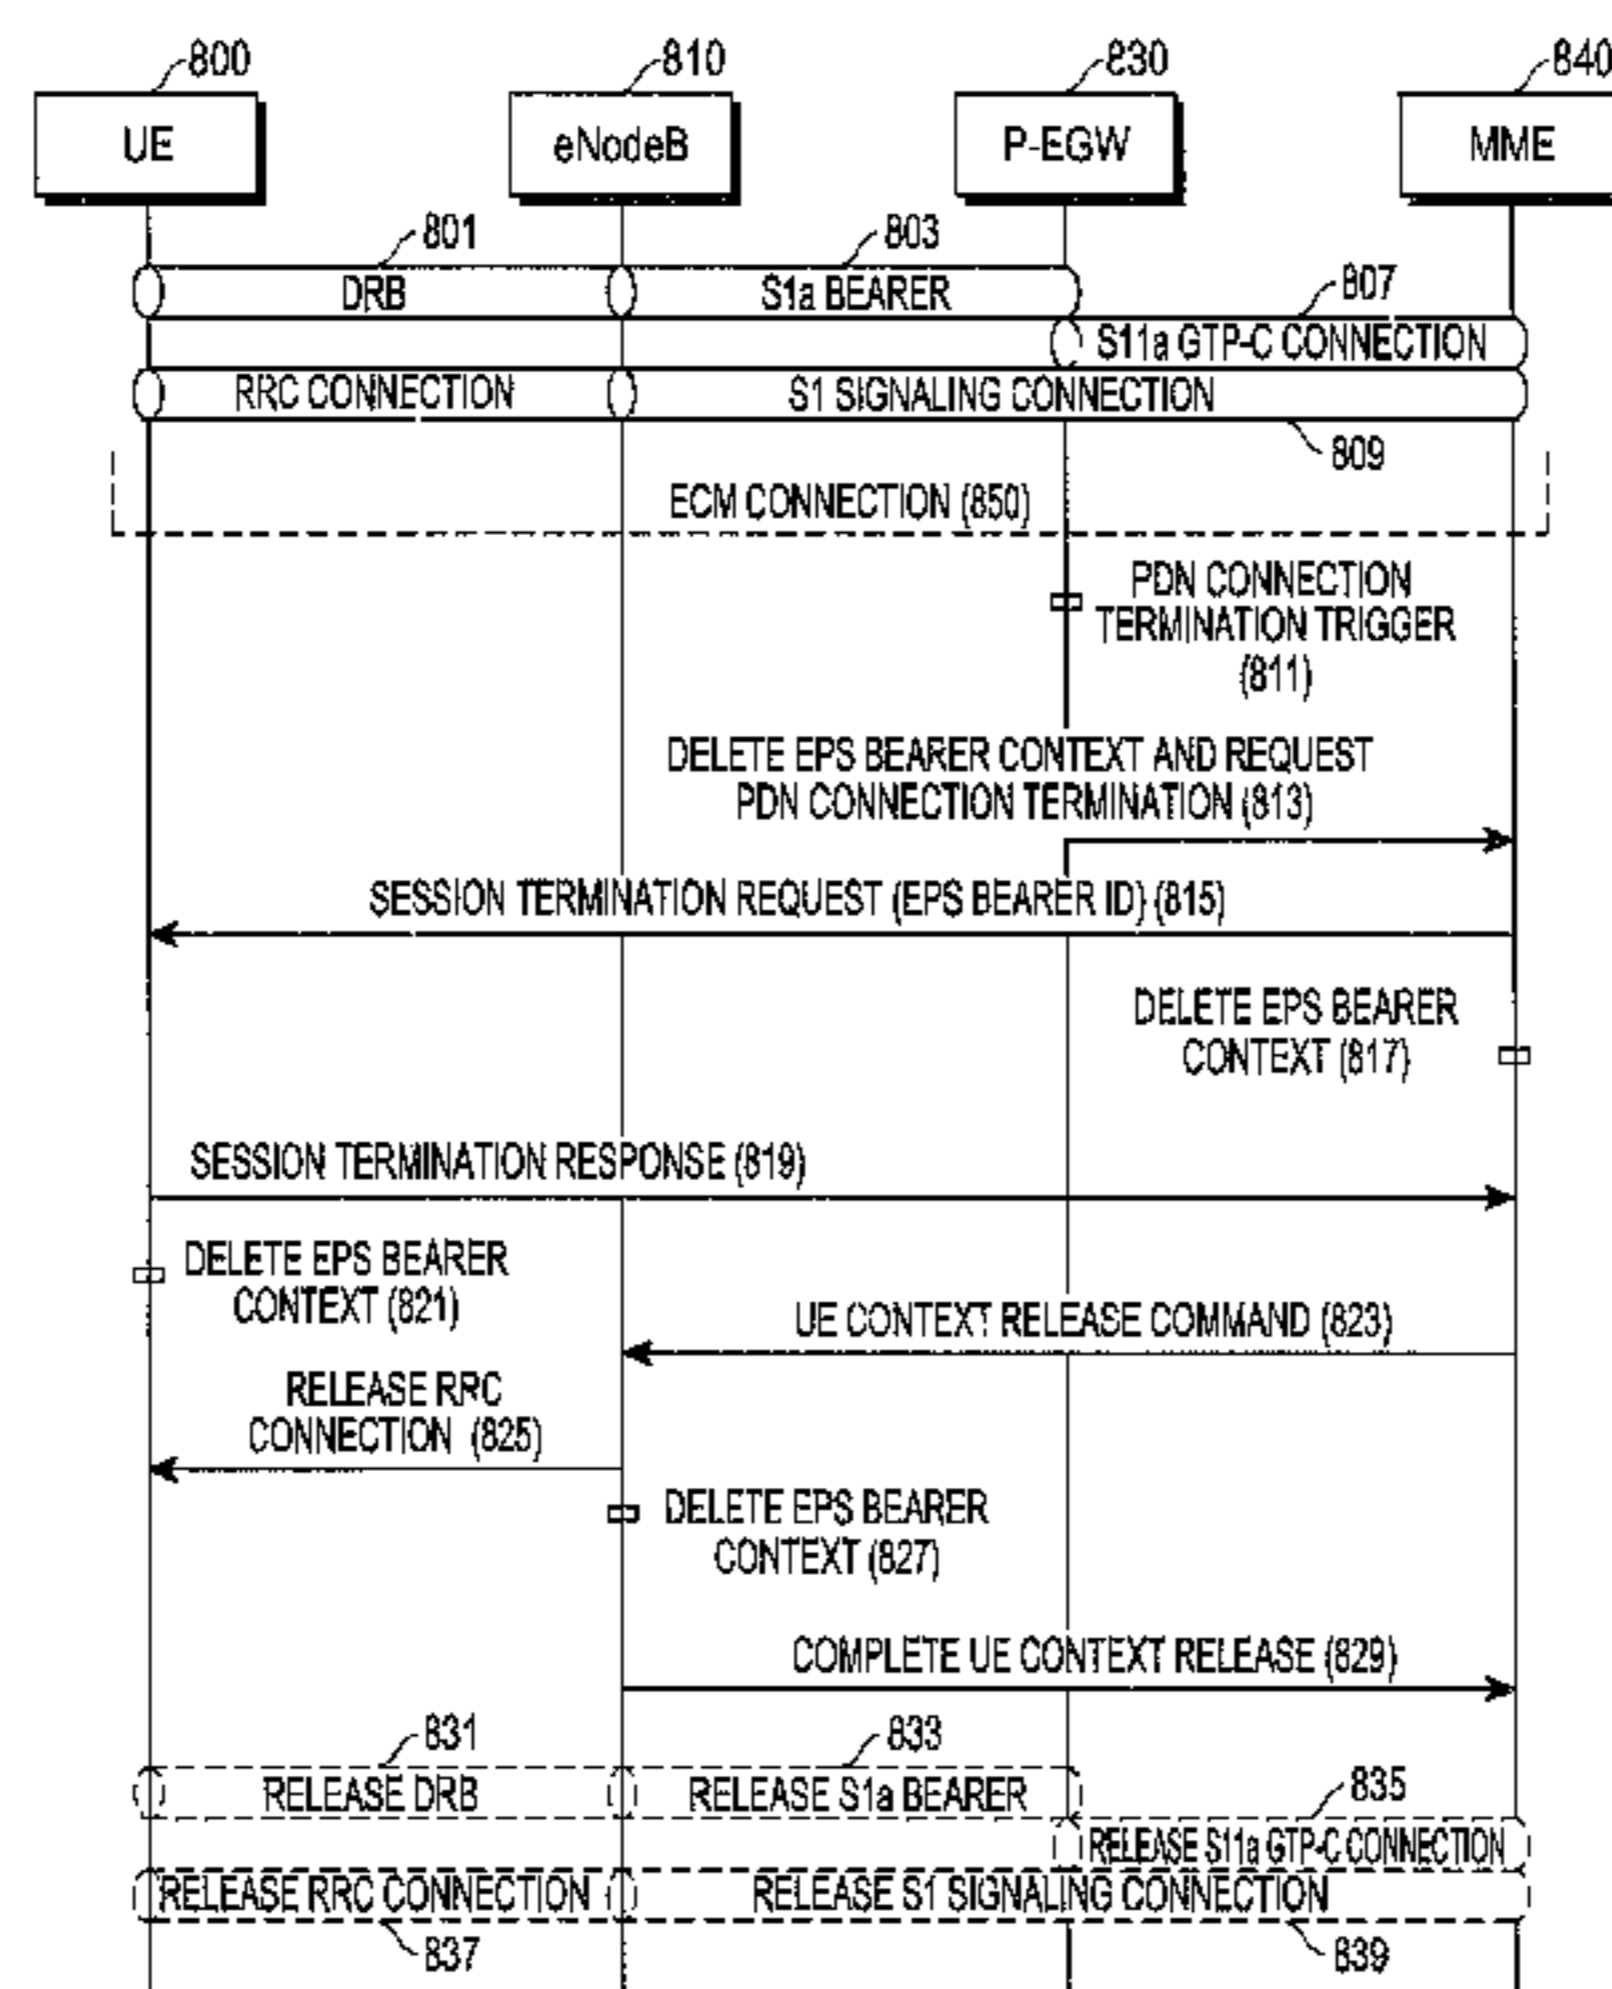 800
810
830
840
UE
eNodeB
P-EGW
MME
801
803
DRB
S1a BEARER
807
S11a GTP-C CONNECTION
RRC CONNECTION
S1 SIGNALING CONNECTION
809
ECM CONNECTION (850)
PDN CONNECTION
TERMINATION TRIGGER
(811)
DELETE EPS BEARER CONTEXT AND REQUEST
PDN CONNECTION TERMINATION (813)
SESSION TERMINATION REQUEST (EPS BEARER ID) (815)
DELETE EPS BEARER
CONTEXT (817)
SESSION TERMINATION RESPONSE (819)
DELETE EPS BEARER
CONTEXT (821)
UE CONTEXT RELEASE COMMAND (823)
RELEASE RRC
CONNECTION (825)
DELETE EPS BEARER
CONTEXT (827)
COMPLETE UE CONTEXT RELEASE (829)
831
833
RELEASE DRB
RELEASE S1a BEARER
835
RELEASE S11a GTP-C CONNECTION
RELEASE RRC CONNECTION
RELEASE S1 SIGNALING CONNECTION
837
839